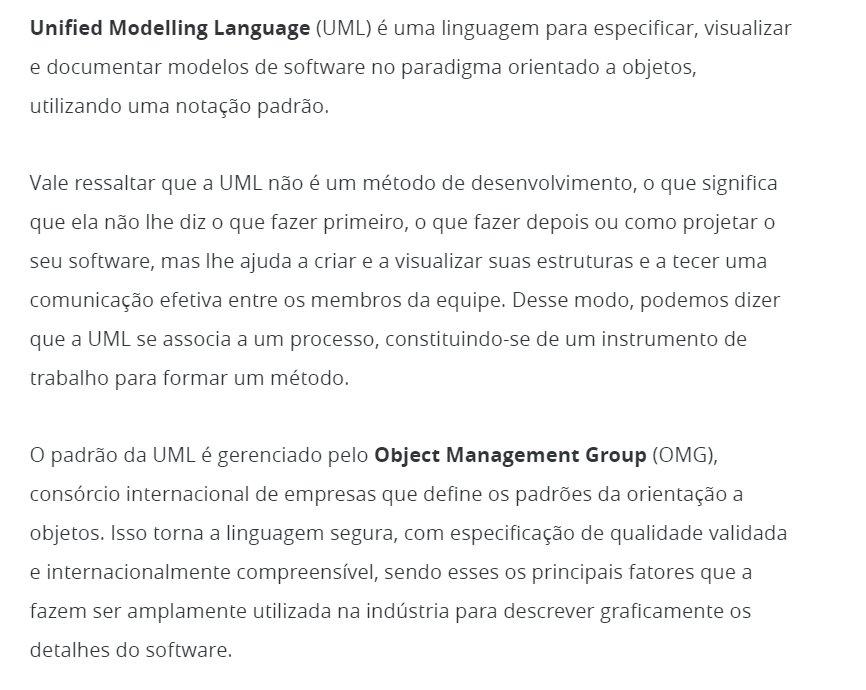 Unified Modelling Language (UML) é uma linguagem para especificar, visualizar
e documentar modelos de software no paradigma orientado a objetos,
utilizando uma notação padrão.
Vale ressaltar que a UML não é um método de desenvolvimento, o que significa
que ela não lhe diz o que fazer primeiro, o que fazer depois ou como projetar o
seu software, mas lhe ajuda a criar e a visualizar suas estruturas e a tecer uma
comunicação efetiva entre os membros da equipe. Desse modo, podemos dizer
que a UML se associa a um processo, constituindo-se de um instrumento de
trabalho para formar um método.
O padrão da UML é gerenciado pelo Object Management Group (OMG),
consórcio internacional de empresas que define os padrões da orientação a
objetos. Isso torna a linguagem segura, com especificação de qualidade validada
e internacionalmente compreensível, sendo esses os principais fatores que a
fazem ser amplamente utilizada na indústria para descrever graficamente os
detalhes do software.